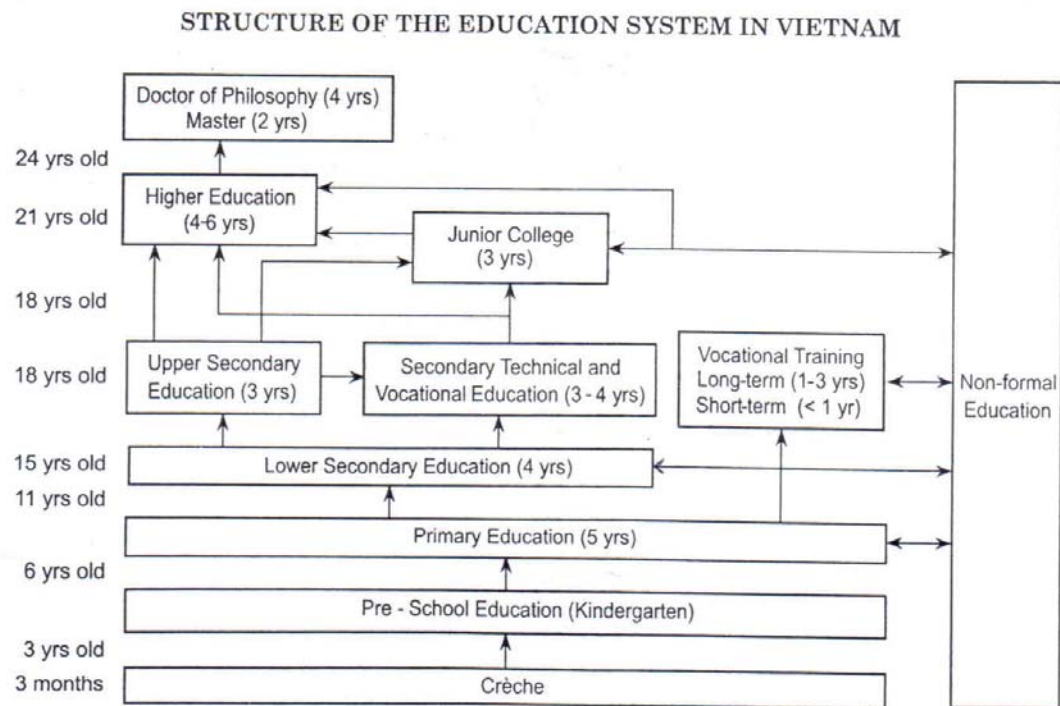 STRUCTURE OF THE EDUCATION SYSTEM IN VIETNAM
Doctor of Philosophy (4 yrs)
Master (2 yrs)
24 yrs old
Higher Education
(4-6 yrs)
21 yrs old
Junior College
(3 yrs)
18 yrs old
Upper Secondary
Education (3 yrs)
Secondary Technical and
Vocational Education (3 - 4 yrs)
Vocational Training
Long-term (1-3 yrs)
Short-term (< 1 yr)
18 yrs old
Non-formal
Education
15 yrs old
Lower Secondary Education (4 yrs)
11 yrs old
Primary Education (5 yrs)
6 yrs old
Pre - School Education (Kindergarten)
3 yrs old
3 months
Crèche